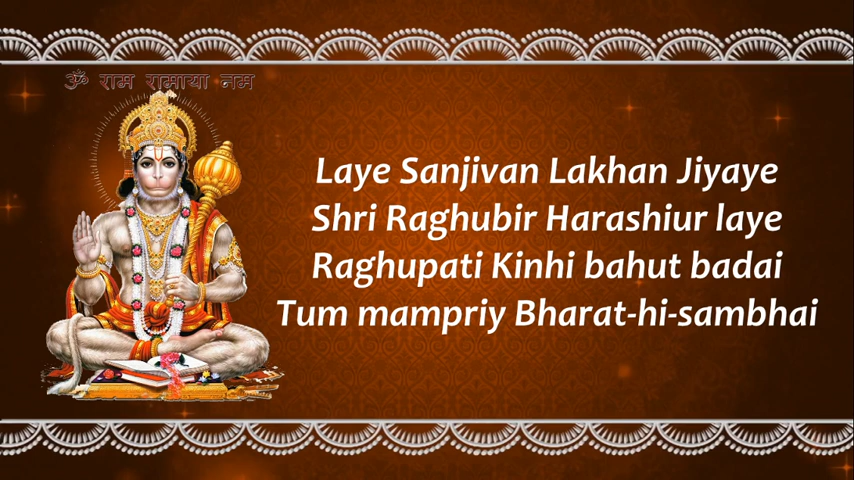 ॐ राम रामाया नम
Laye Sanjivan Lakhan Jiyaye
Shri Raghubir Harashiur laye
Raghupati Kinhi bahut badai
Tum mampriy Bharat-hi-sambhai